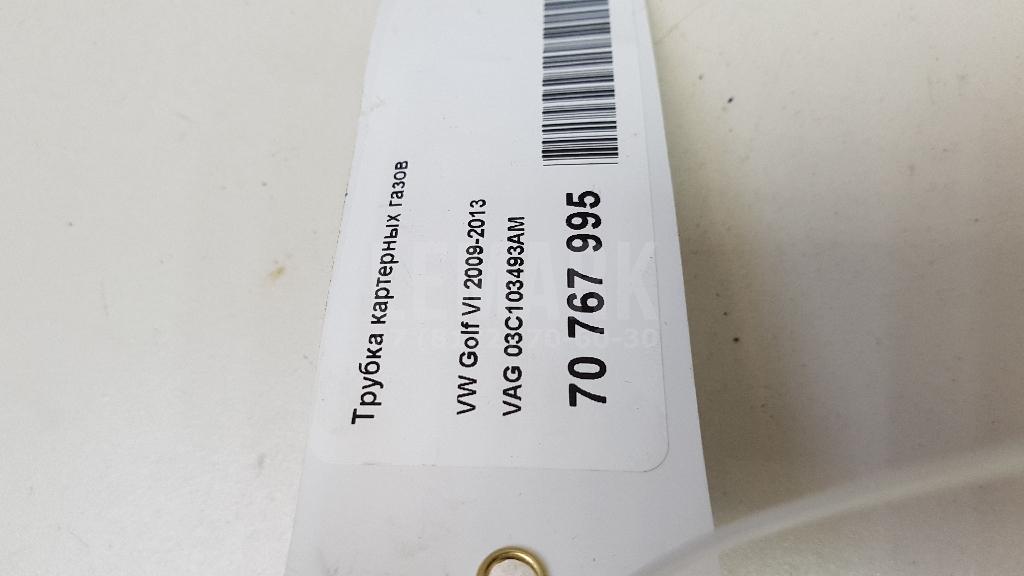 Трубка картерных газов
VW Golf VI 2009-2013
VAG 03C103493AM
70 767 995